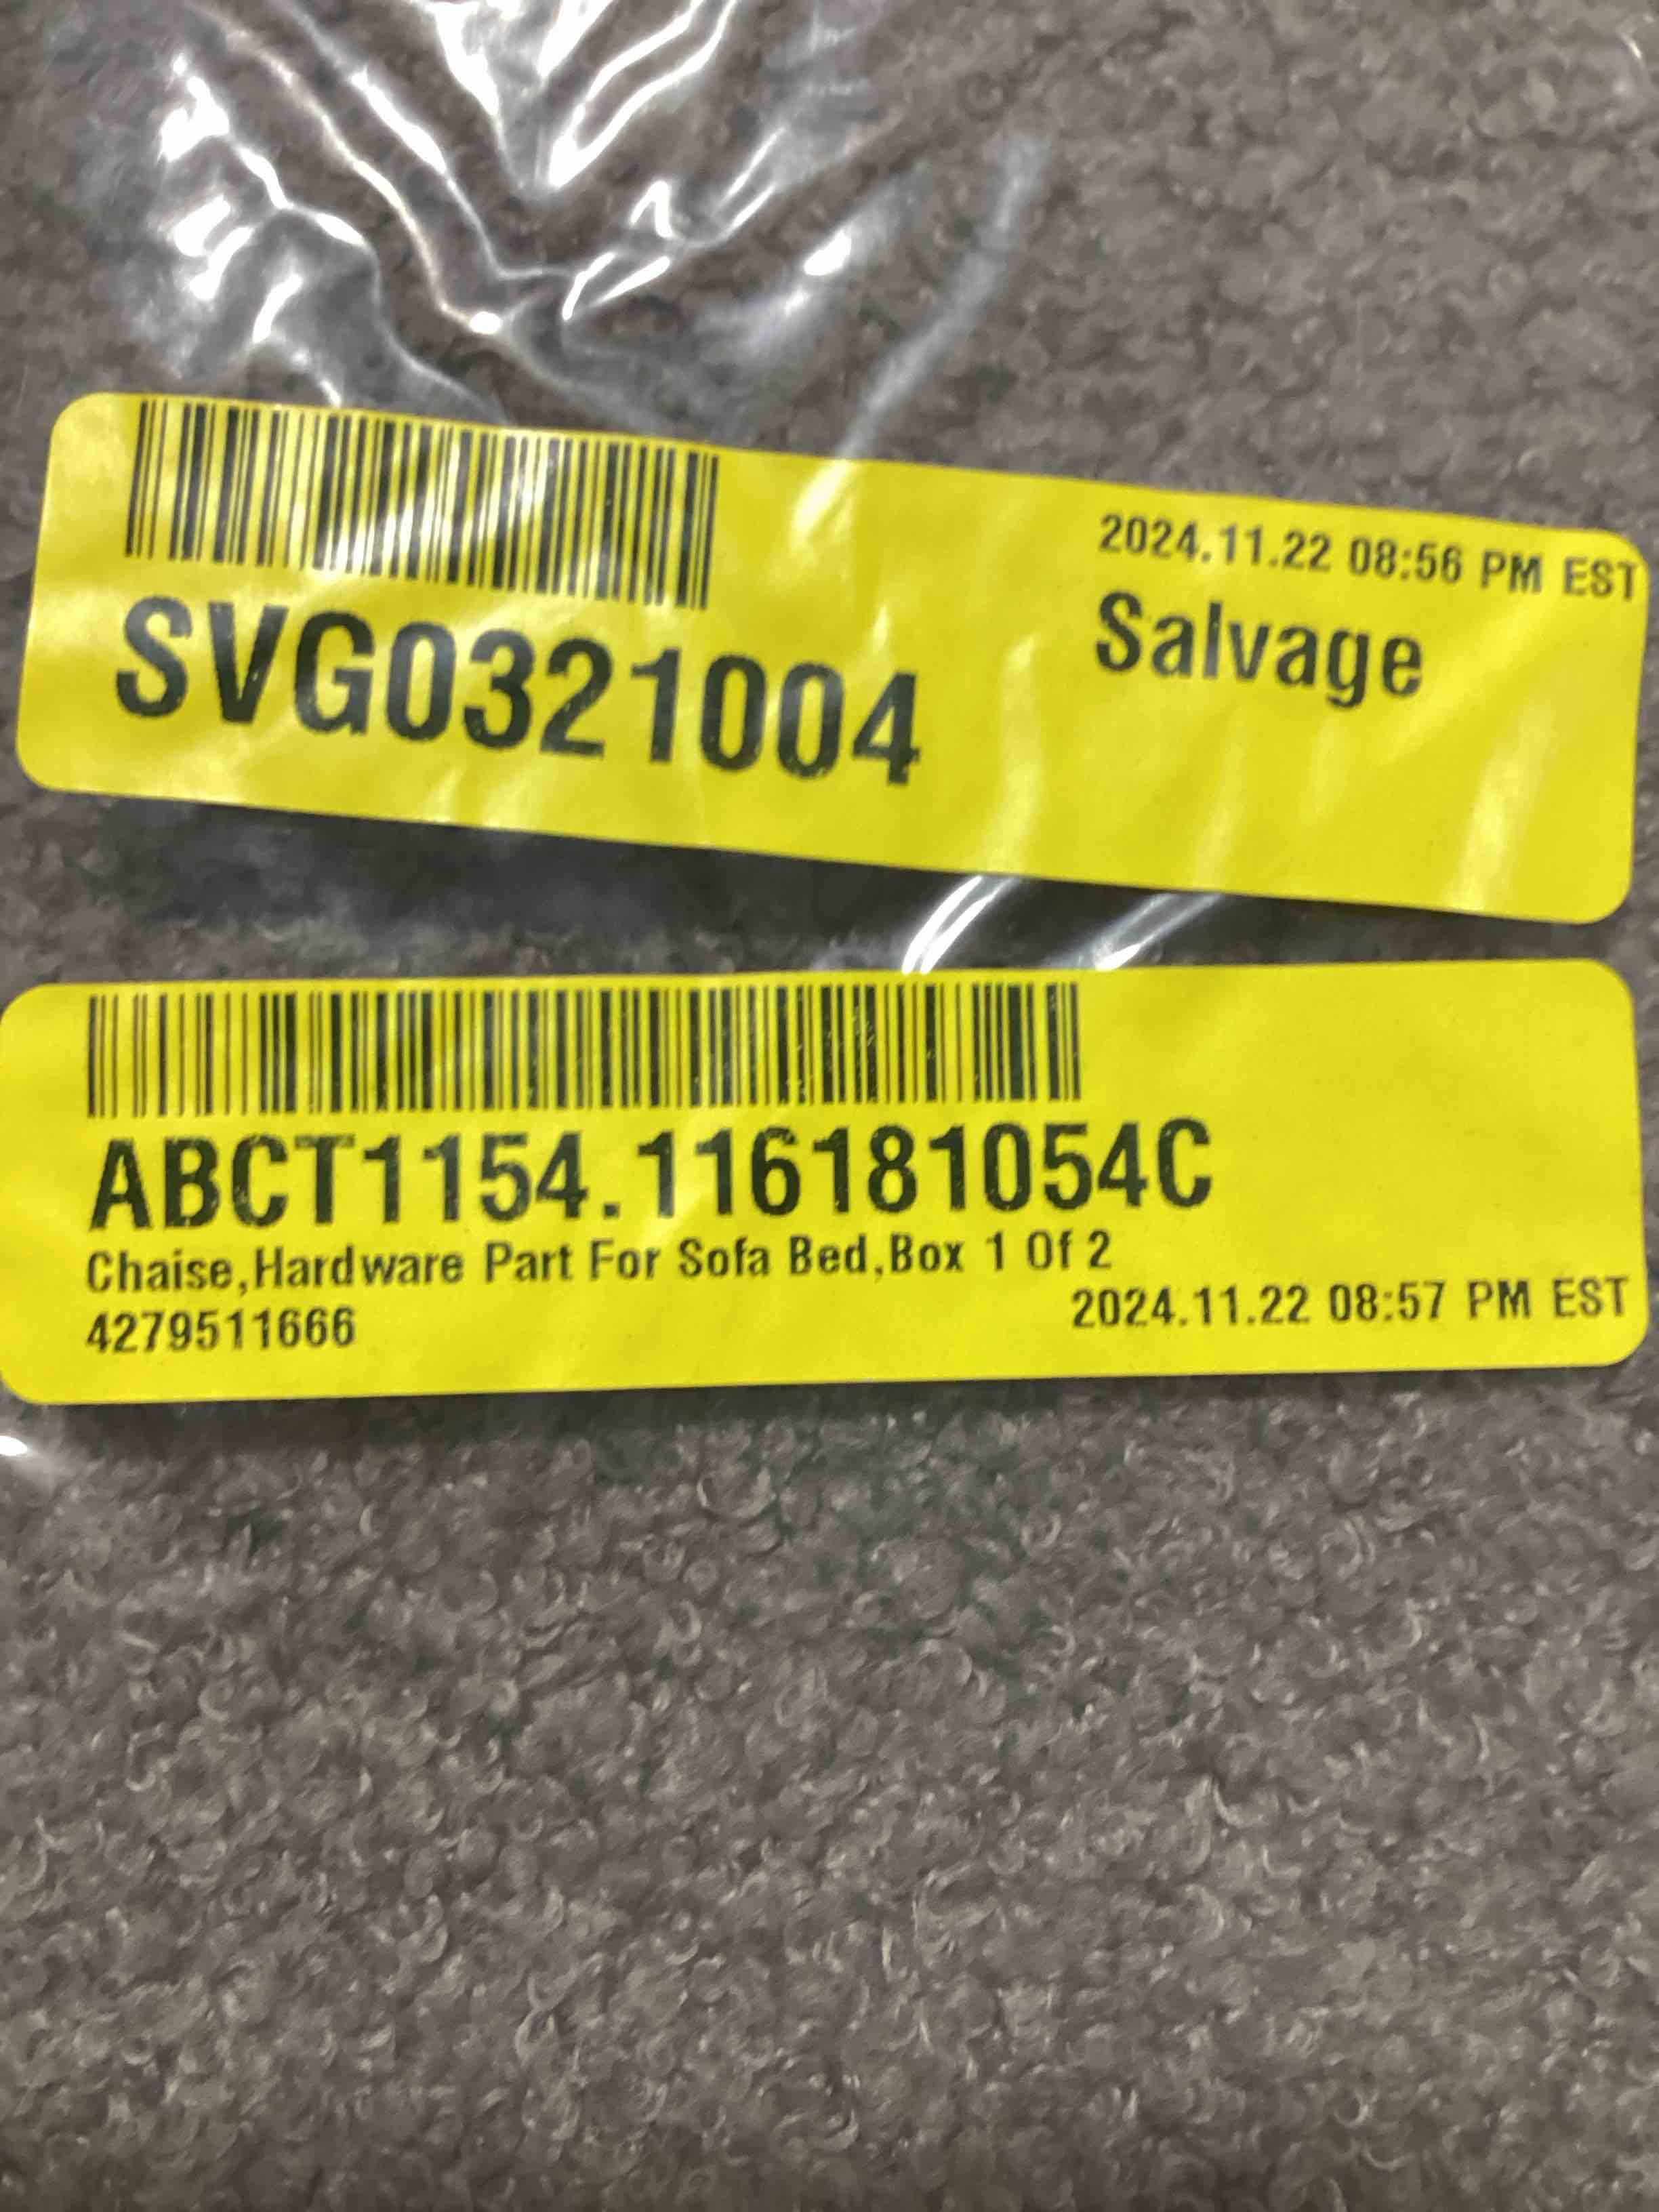 2024.11.22 08:56 PM EST
SVG0321004
Salvage
ABCT1154.116181054C
Chaise,Hardware Part For Sofa Bed,Box 1 Of 2
4279511666
2024.11.22 08:57 PM EST